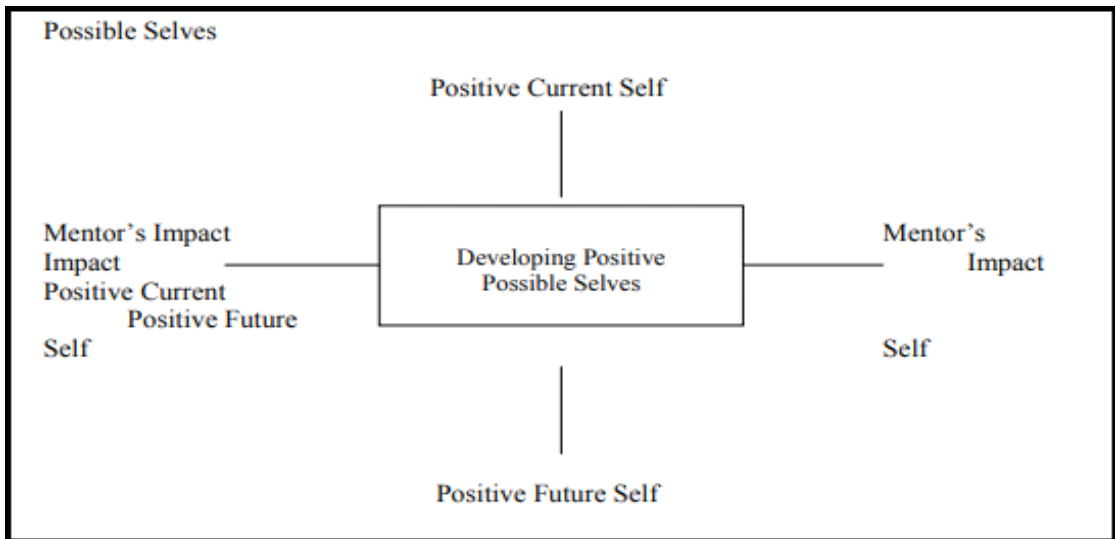 Possible Selves
Positive Current Self
Mentor's Impact
Impact
Positive Current
Positive Future
Self
Developing Positive
Possible Selves
Mentor's
Impact
Self
Positive Future Self